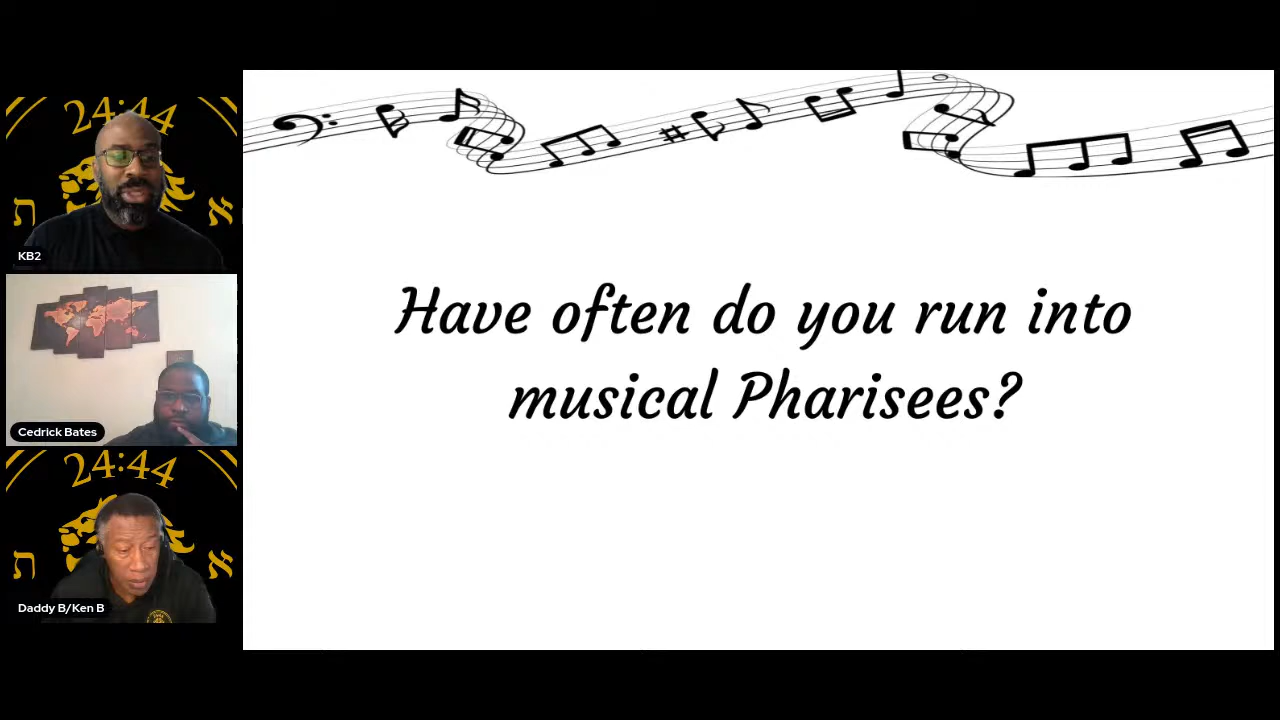 24:44
ת
א
KB2
Cedrick Bates
24:44
ת
א
Daddy B/Ken B
Have often do you run into
musical Pharisees?